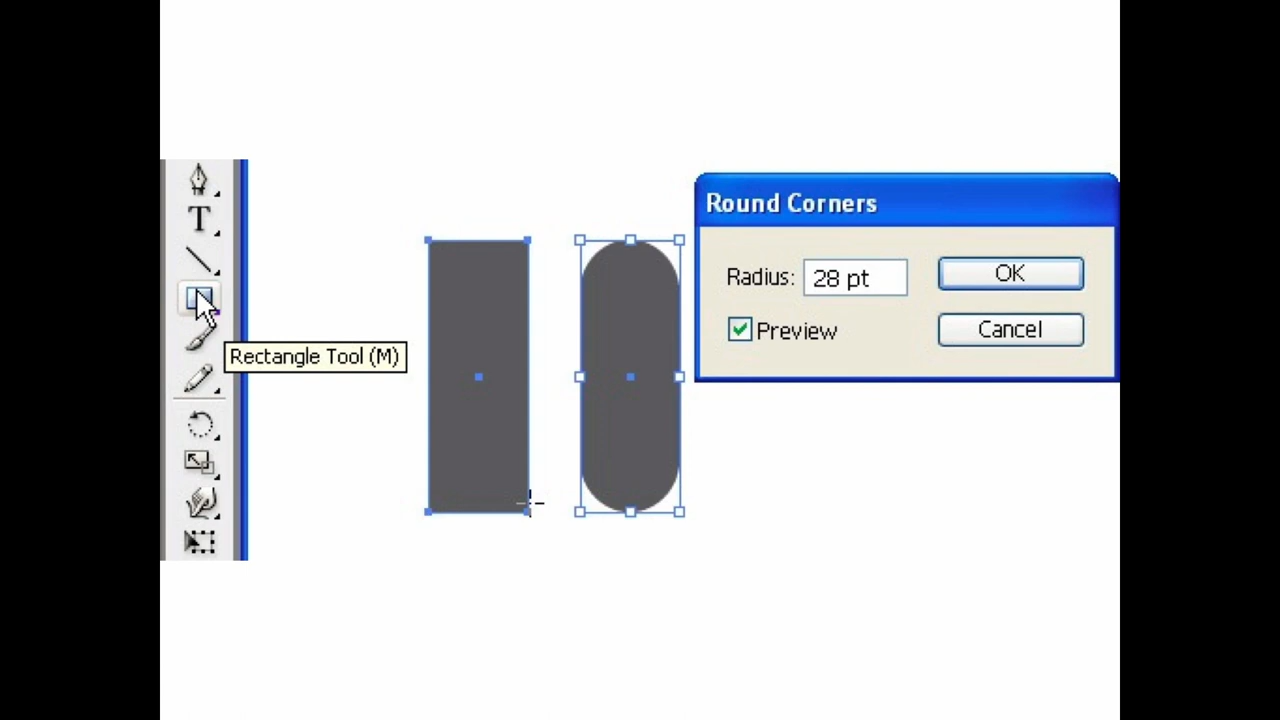 T
Rectangle Tool (M)
Round Corners
Radius: 28 pt
OK
Preview
Cancel